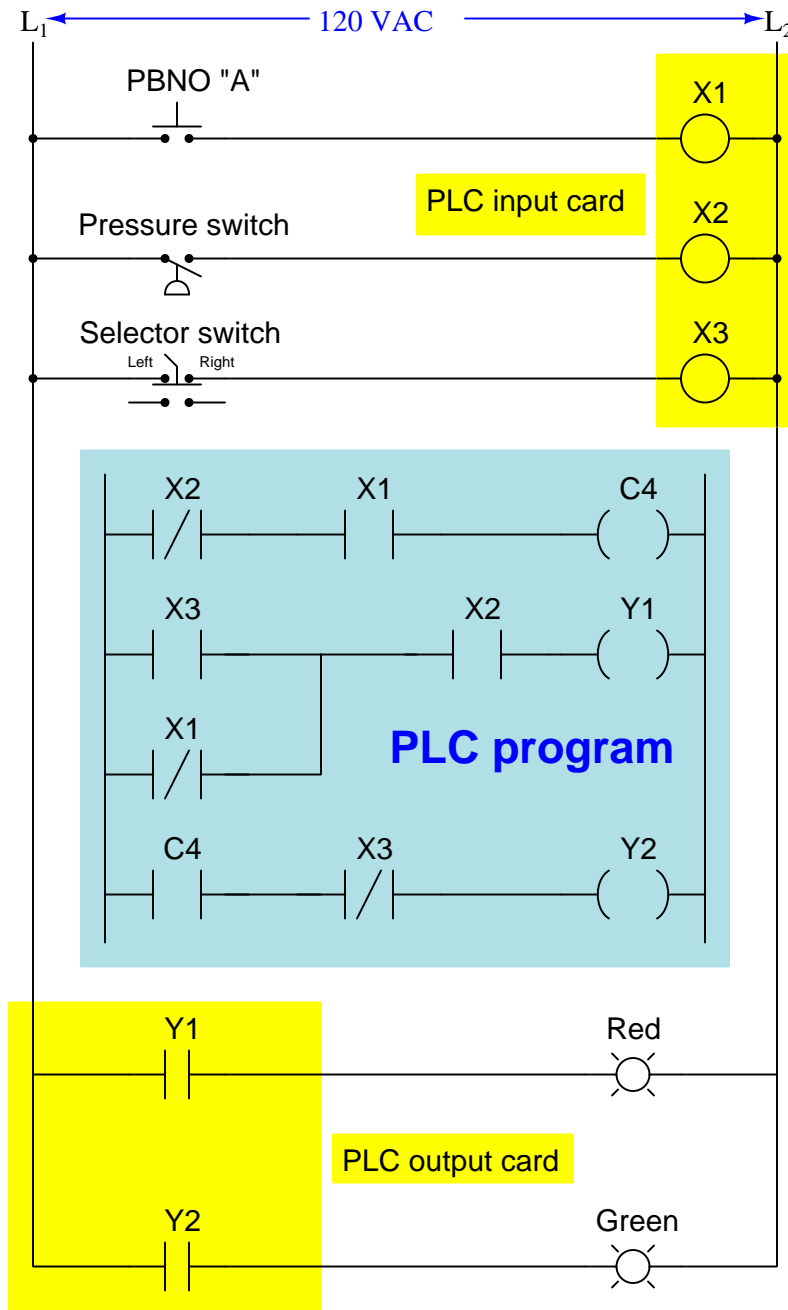 L1 120 VAC L2
PBNO "A"
X1
PLC input card
Pressure switch
X2
Selector switch
Left Right
X3
X2 X1 C4
X3 X2 Y1
X1
PLC program
C4 X3 Y2
Y1 Red
PLC output card
Y2 Green